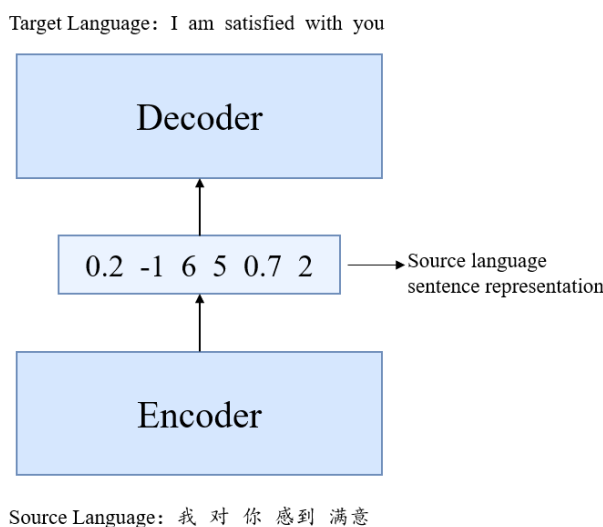 Target Language: I am satisfied with you
Decoder
0.2 -1 6 5 0.7 2
Source language
sentence representation
Encoder
Source Language: 我 对 你 感到 满意